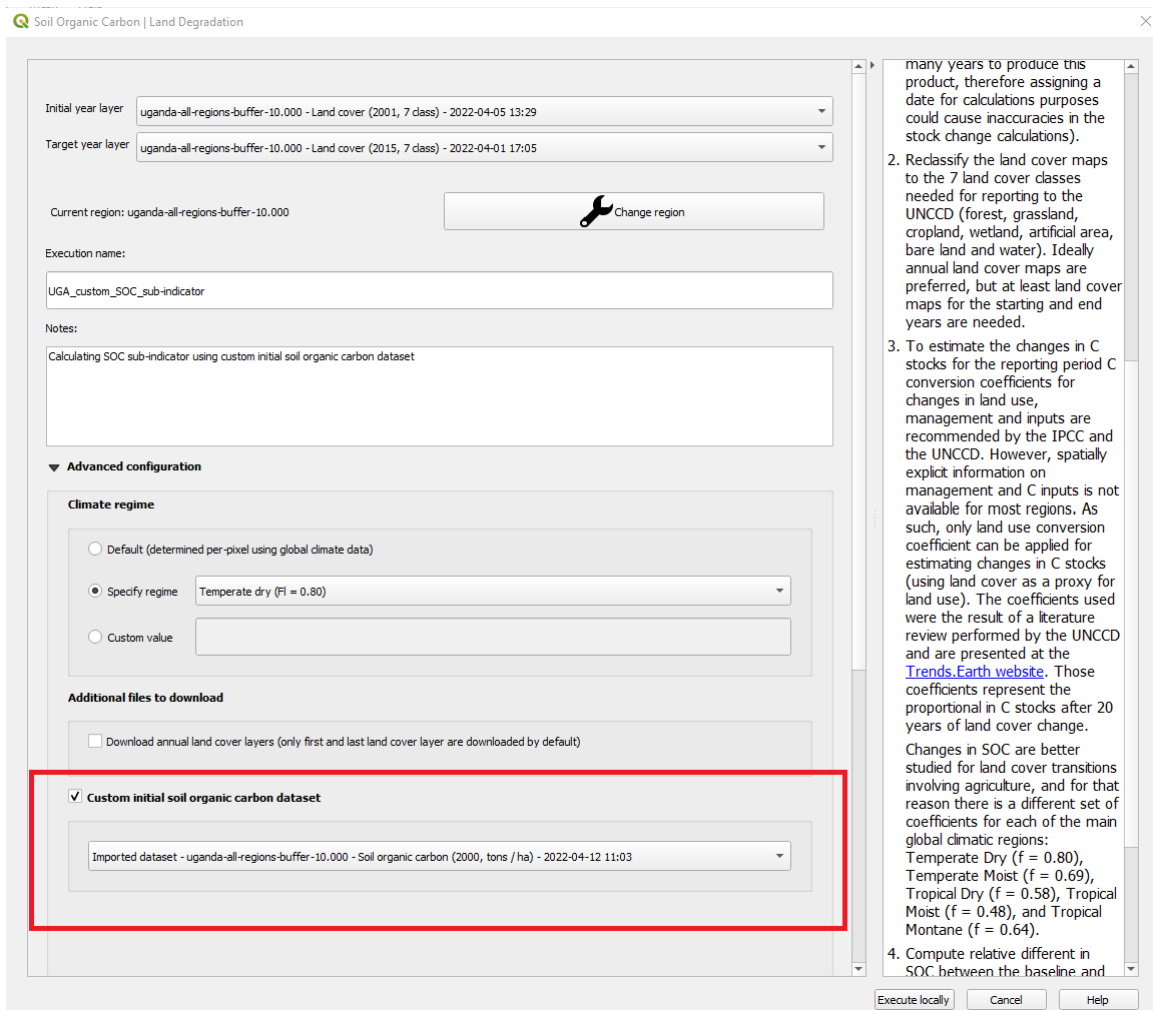 Soil Organic Carbon | Land Degradation
Initial year layer
uganda-all-regions-buffer-10.000 - Land cover (2001, 7 class) - 2022-04-05 13:29
Target year layer
uganda-all-regions-buffer-10.000 - Land cover (2015, 7 class) - 2022-04-01 17:05
Current region: uganda-all-regions-buffer-10.000
Change region
Execution name:
UGA_custom_SOC_sub-indicator
Notes:
Calculating SOC sub-indicator using custom initial soil organic carbon dataset
Advanced configuration
Climate regime
Default (determined per-pixel using global climate data)
Specify regime
Temperate dry (Fl = 0.80)
Custom value
Additional files to download
Download annual land cover layers (only first and last land cover layer are downloaded by default)
Custom initial soil organic carbon dataset
Imported dataset - uganda-all-regions-buffer-10.000 - Soil organic carbon (2000, tons / ha) - 2022-04-12 11:03
many years to produce this
product, therefore assigning a
date for calculations purposes
could cause inaccuracies in the
stock change calculations).
2. Reclassify the land cover maps
to the 7 land cover classes
needed for reporting to the
UNCCD (forest, grassland,
cropland, wetland, artificial area,
bare land and water). Ideally
annual land cover maps are
preferred, but at least land cover
maps for the starting and end
years are needed.
3. To estimate the changes in C
stocks for the reporting period C
conversion coefficients for
changes in land use,
management and inputs are
recommended by the IPCC and
the UNCCD. However, spatially
explicit information on
management and C inputs is not
available for most regions. As
such, only land use conversion
coefficient can be applied for
estimating changes in C stocks
(using land cover as a proxy for
land use). The coefficients used
were the result of a literature
review performed by the UNCCD
and are presented at the
Trends.Earth website. Those
coefficients represent the
proportional in C stocks after 20
years of land cover change.
Changes in SOC are better
studied for land cover transitions
involving agriculture, and for that
reason there is a different set of
coefficients for each of the main
global climatic regions:
Temperate Dry (f = 0.80),
Temperate Moist (f = 0.69),
Tropical Dry (f = 0.58), Tropical
Moist (f = 0.48), and Tropical
Montane (f = 0.64).
4. Compute relative different in
SOC between the baseline and
Execute locally
Cancel
Help